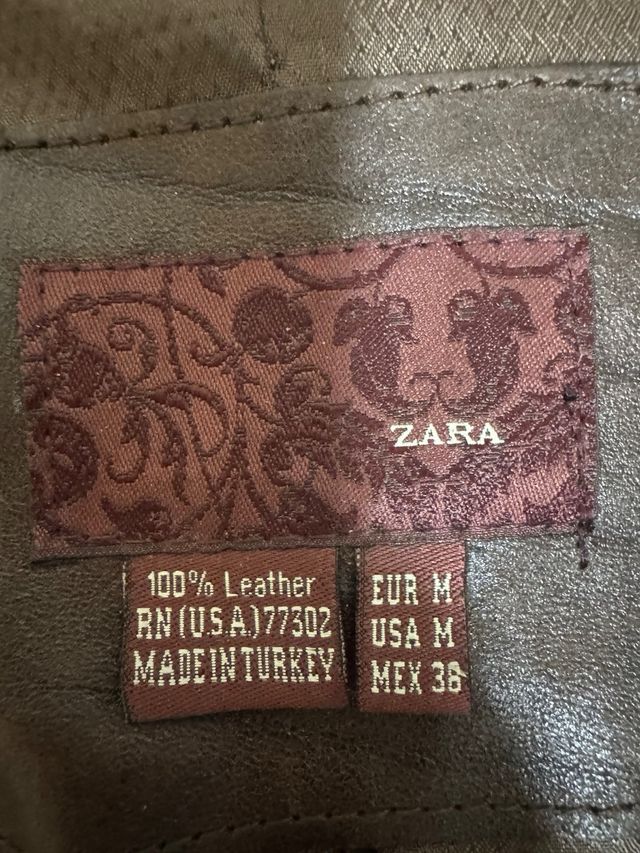 ZARA
100% Leather
RN (U.S.A.) 77302
MADE IN TURKEY
EUR M
USA M
MEX 38